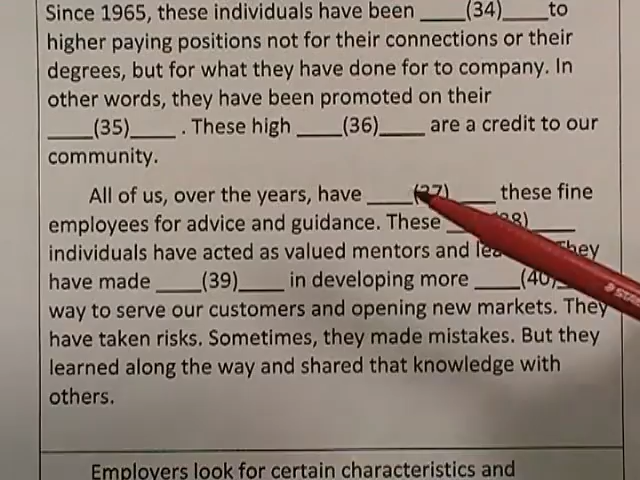 Since 1965, these individuals have been ____(34)____to
higher paying positions not for their connections or their
degrees, but for what they have done for to company. In
other words, they have been promoted on their
____(35)____ . These high ____(36)____ are a credit to our
community.
All of us, over the years, have ____(37)____ these fine
employees for advice and guidance. These ____(38)____
individuals have acted as valued mentors and They
have made ____(39)____ in developing more ____(40)
way to serve our customers and opening new markets. They
have taken risks. Sometimes, they made mistakes. But they
learned along the way and shared that knowledge with
others.
Employers look for certain characteristics and